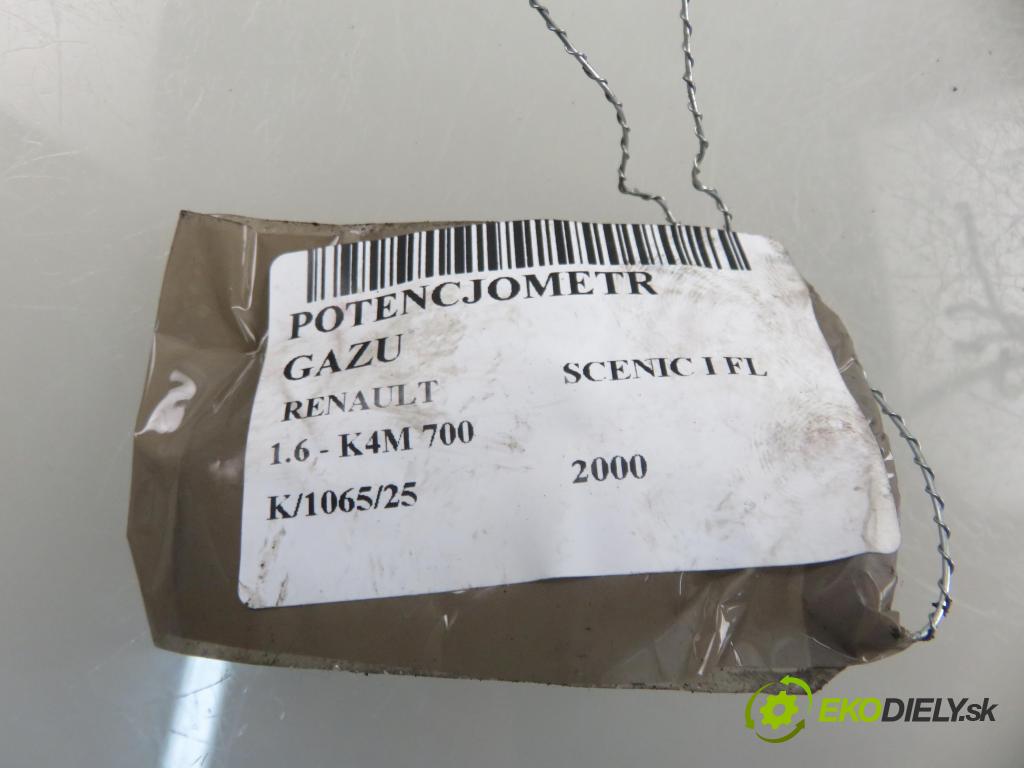 POTENCJOMETR
GAZU
RENAULT SCENIC I FL
1.6 - K4M 700
K/1065/25 2000
EKODIELY.sk